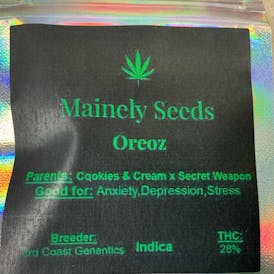 Mainely Seeds
Oreoz
Parents: Cookies & Cream x Secret Weapon
Good for: Anxiety,Depression,Stress
Breeder: THC:
3rd Coast Genentics Indica 28%